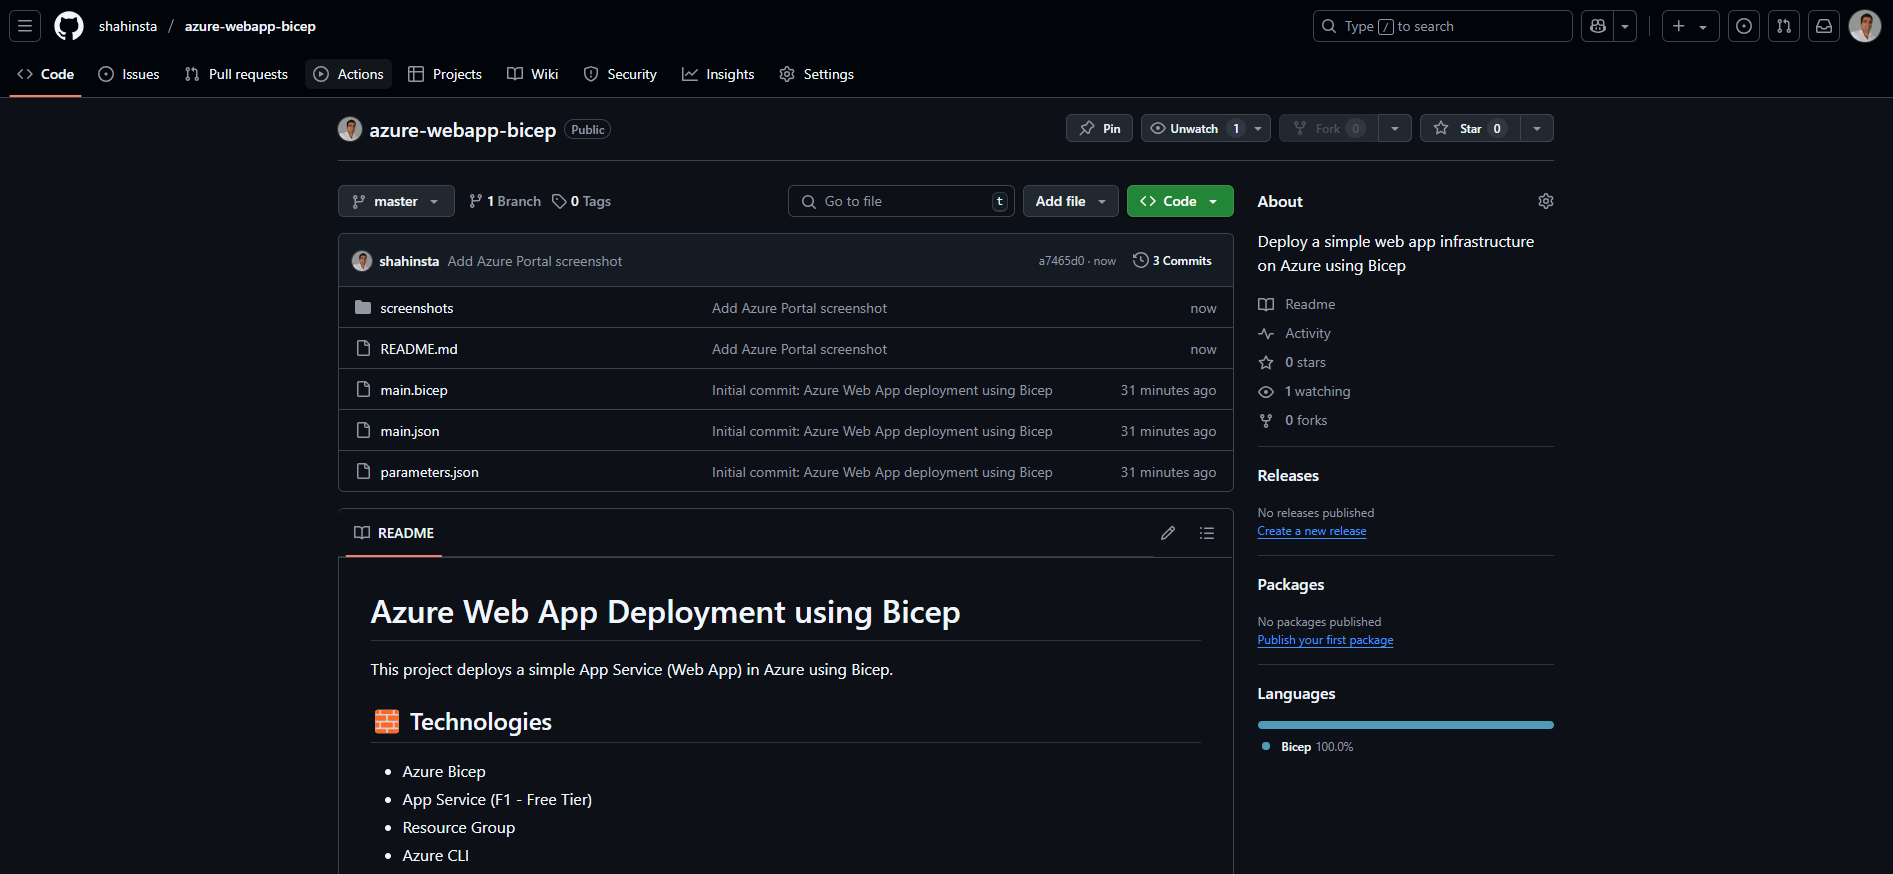 shahinsta / azure-webapp-bicep
Type / to search
Code Issues Pull requests Actions Projects Wiki Security Insights Settings
azure-webapp-bicep Public
Pin Unwatch 1 Fork 0 Star 0
master 1 Branch 0 Tags Go to file t Add file Code
shahinsta Add Azure Portal screenshot a7465d0 · now 3 Commits
screenshots Add Azure Portal screenshot now
README.md Add Azure Portal screenshot now
main.bicep Initial commit: Azure Web App deployment using Bicep 31 minutes ago
main.json Initial commit: Azure Web App deployment using Bicep 31 minutes ago
parameters.json Initial commit: Azure Web App deployment using Bicep 31 minutes ago
README
Azure Web App Deployment using Bicep
This project deploys a simple App Service (Web App) in Azure using Bicep.
Technologies
• Azure Bicep
• App Service (F1 - Free Tier)
• Resource Group
• Azure CLI
About
Deploy a simple web app infrastructure
on Azure using Bicep
Readme
Activity
0 stars
1 watching
0 forks
Releases
No releases published
Create a new release
Packages
No packages published
Publish your first package
Languages
Bicep 100.0%